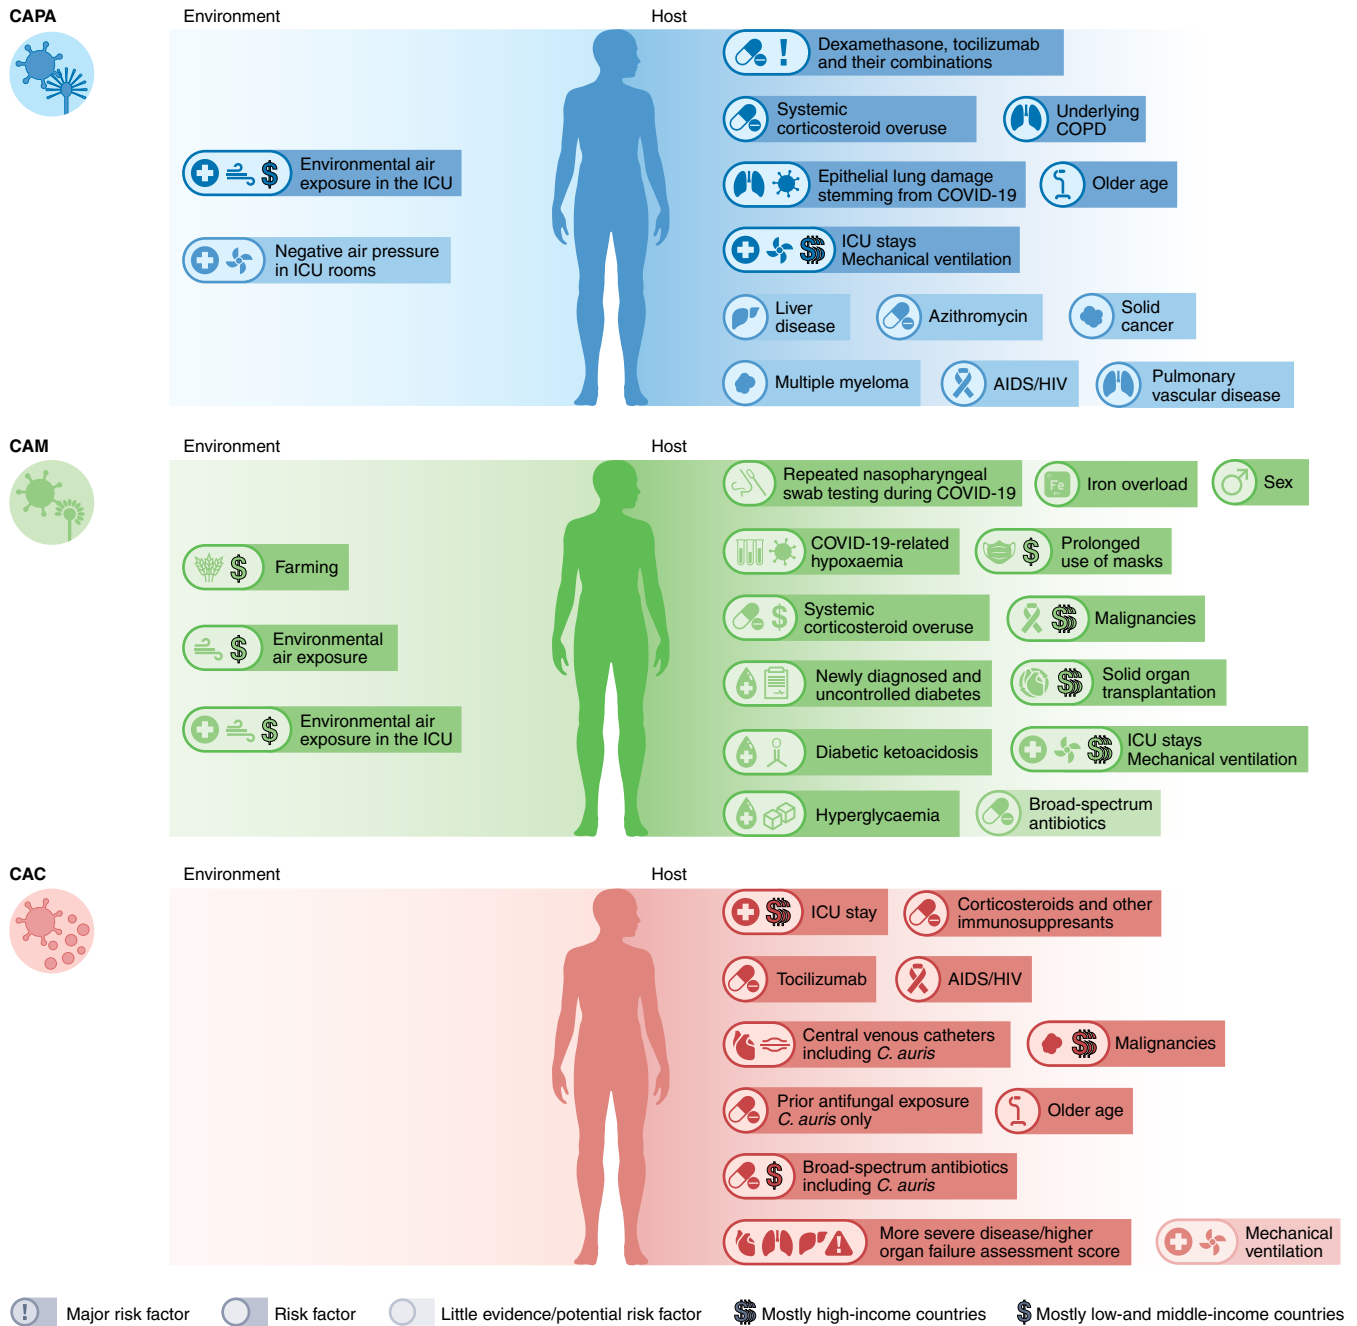 CAPA
Environment
Host
Dexamethasone, tocilizumab
and their combinations
Systemic
corticosteroid overuse
Underlying
COPD
Environmental air
exposure in the ICU
Epithelial lung damage
stemming from COVID-19
Older age
Negative air pressure
in ICU rooms
ICU stays
Mechanical ventilation
Liver
disease
Azithromycin
Solid
cancer
Multiple myeloma
AIDS/HIV
Pulmonary
vascular disease
CAM
Environment
Host
Repeated nasopharyngeal
swab testing during COVID-19
Fe
Iron overload
Sex
Farming
COVID-19-related
hypoxaemia
Prolonged
use of masks
Environmental
air exposure
Systemic
corticosteroid overuse
Malignancies
Newly diagnosed and
uncontrolled diabetes
Solid organ
transplantation
Environmental air
exposure in the ICU
Diabetic ketoacidosis
ICU stays
Mechanical ventilation
Hyperglycaemia
Broad-spectrum
antibiotics
CAC
Environment
Host
ICU stay
Corticosteroids and other
immunosuppresants
Tocilizumab
AIDS/HIV
Central venous catheters
including C. auris
Malignancies
Prior antifungal exposure
C. auris only
Older age
Broad-spectrum antibiotics
including C. auris
More severe disease/higher
organ failure assessment score
Mechanical
ventilation
! Major risk factor
Risk factor
Little evidence/potential risk factor
$$$ Mostly high-income countries
$ Mostly low-and middle-income countries